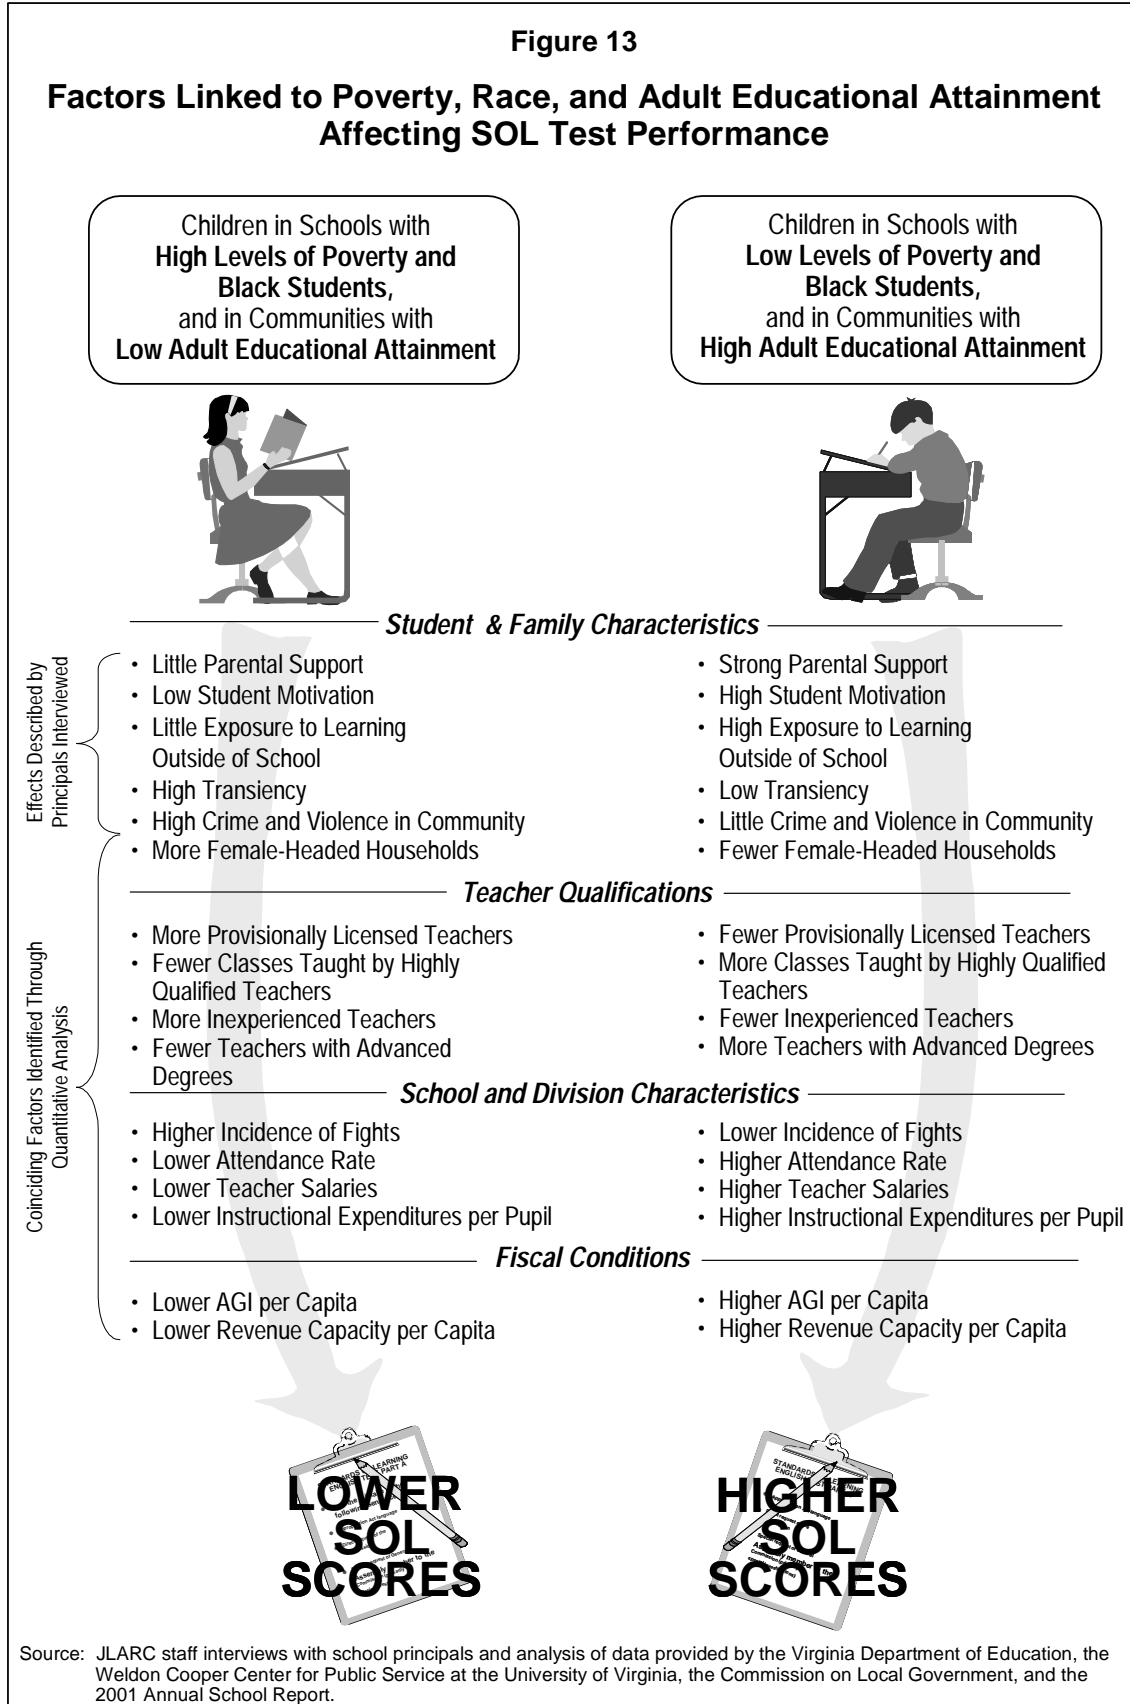 Figure 13
Factors Linked to Poverty, Race, and Adult Educational Attainment
Affecting SOL Test Performance
Children in Schools with
High Levels of Poverty and
Black Students,
and in Communities with
Low Adult Educational Attainment
Children in Schools with
Low Levels of Poverty and
Black Students,
and in Communities with
High Adult Educational Attainment
Student & Family Characteristics
Effects Described by
Principals Interviewed
• Little Parental Support
• Low Student Motivation
• Little Exposure to Learning
Outside of School
• High Transiency
• High Crime and Violence in Community
• More Female-Headed Households
• Strong Parental Support
• High Student Motivation
• High Exposure to Learning
Outside of School
• Low Transiency
• Little Crime and Violence in Community
• Fewer Female-Headed Households
Coinciding Factors Identified Through
Quantitative Analysis
Teacher Qualifications
• More Provisionally Licensed Teachers
• Fewer Classes Taught by Highly
Qualified Teachers
• More Inexperienced Teachers
• Fewer Teachers with Advanced
Degrees
• Fewer Provisionally Licensed Teachers
• More Classes Taught by Highly Qualified
Teachers
• Fewer Inexperienced Teachers
• More Teachers with Advanced Degrees
School and Division Characteristics
• Higher Incidence of Fights
• Lower Attendance Rate
• Lower Teacher Salaries
• Lower Instructional Expenditures per Pupil
• Lower Incidence of Fights
• Higher Attendance Rate
• Higher Teacher Salaries
• Higher Instructional Expenditures per Pupil
Fiscal Conditions
• Lower AGI per Capita
• Lower Revenue Capacity per Capita
• Higher AGI per Capita
• Higher Revenue Capacity per Capita
LOWER
SOL
SCORES
HIGHER
SOL
SCORES
Source: JLARC staff interviews with school principals and analysis of data provided by the Virginia Department of Education, the
Weldon Cooper Center for Public Service at the University of Virginia, the Commission on Local Government, and the
2001 Annual School Report.